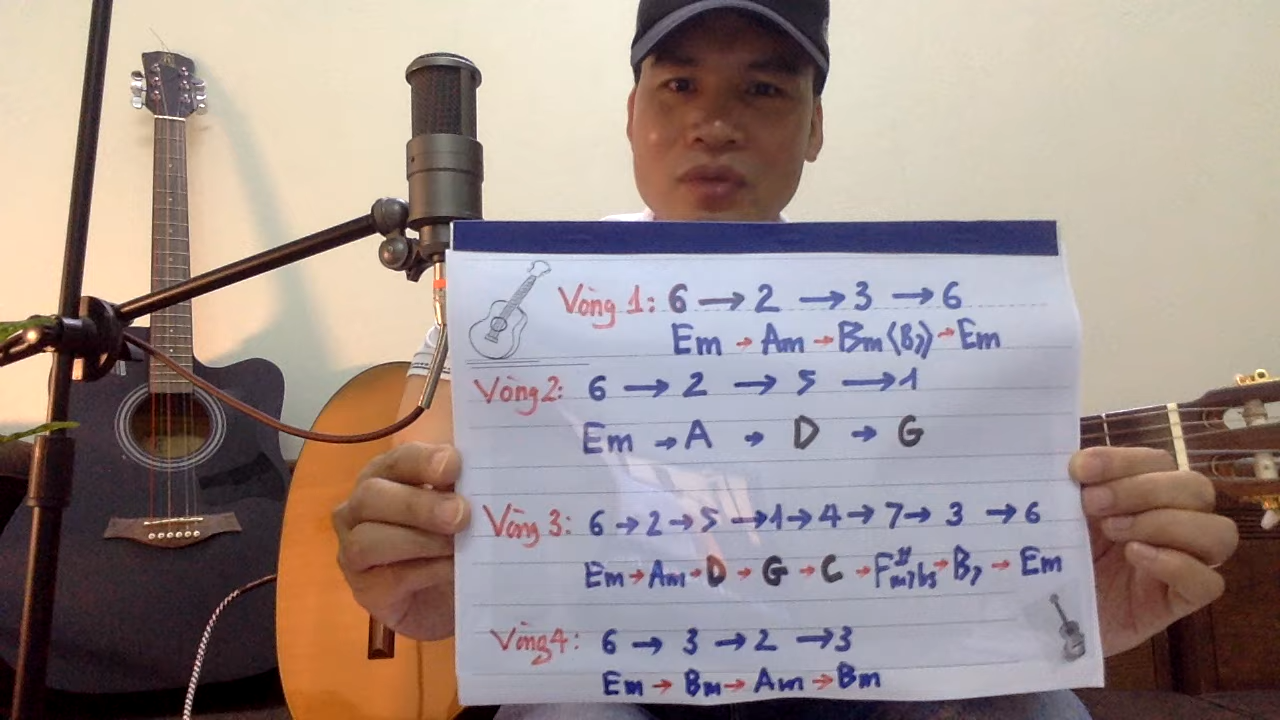 Vòng 1: 6 → 2 → 3 → 6
Em → Am → Bm (B7) → Em
Vòng 2: 6 → 2 → 5 → 1
Em → A → D → G
Vòng 3: 6 → 2 → 5 → 1 → 4 → 7 → 3 → 6
Em → Am → D → G → C → F#m7b5 → B7 → Em
Vòng 4: 6 → 3 → 2 → 3
Em → Bm → Am → Bm